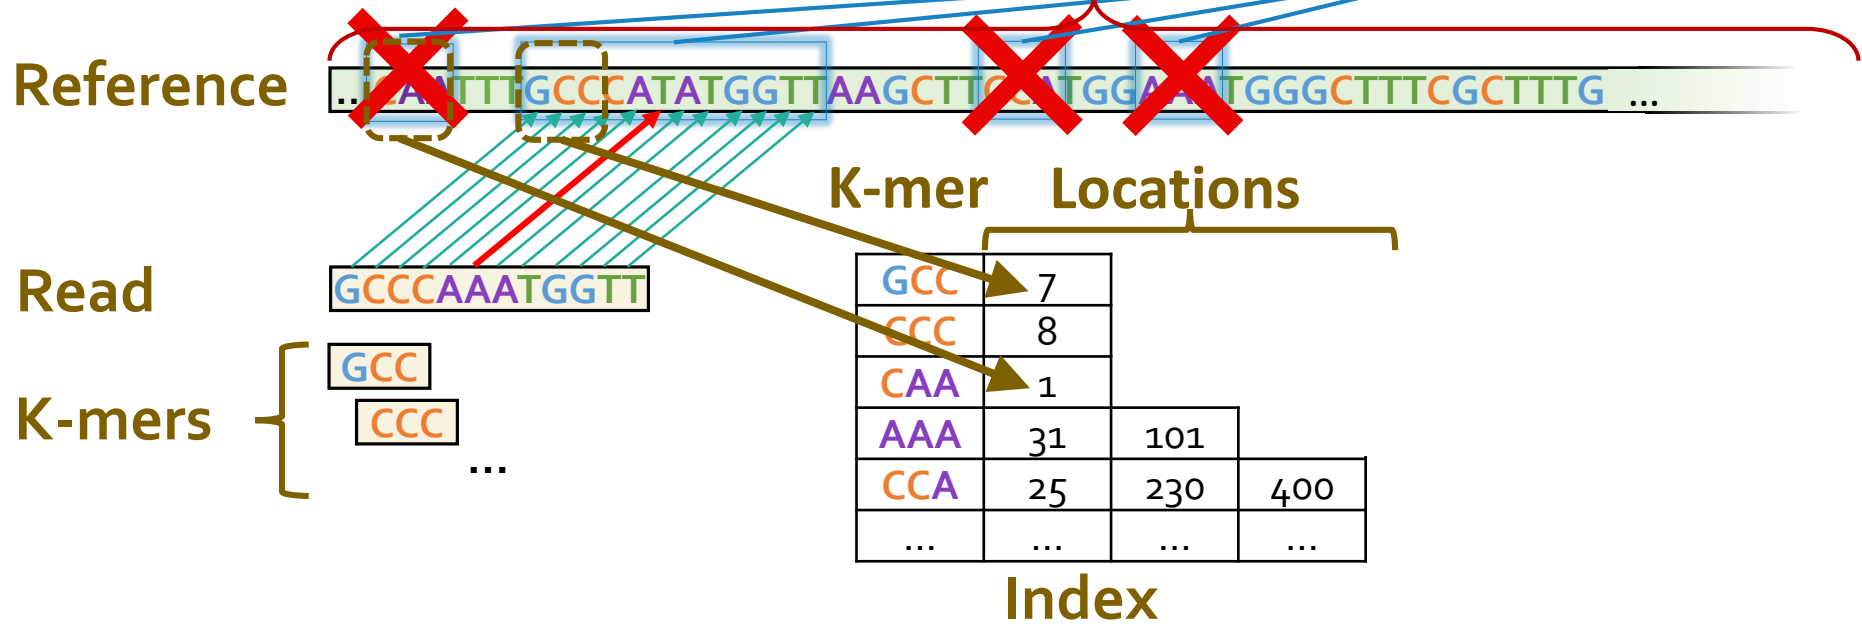 Reference ... CAATTTGCCCATATGGTTAAGCTTCCATGGAAATGGGCTTTCGCTTTG ...
K-mer Locations
Read GCCCAAATGGTT
K-mers
GCC
CCC
...
GCC 7
CCC 8
CAA 1
AAA 31 101
CCA 25 230 400
... ... ... ...
Index